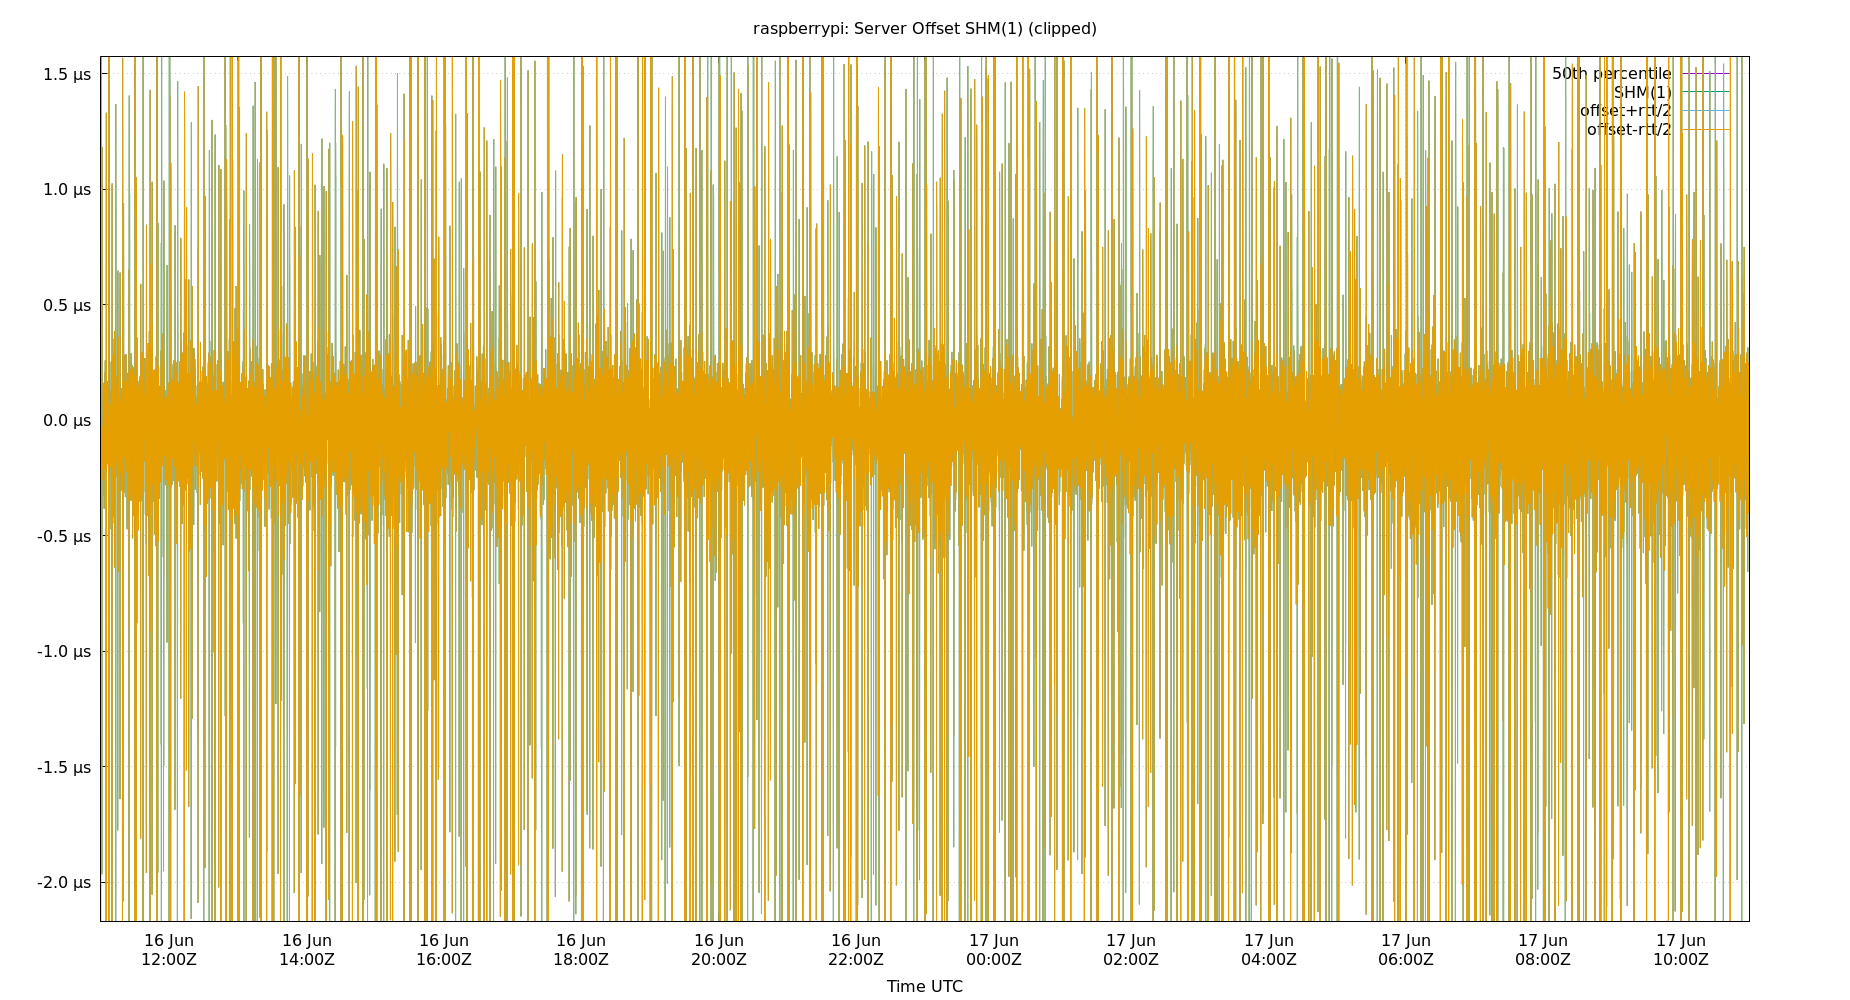 raspberrypi: Server Offset SHM(1) (clipped)
1.5 µs
1.0 µs
0.5 µs
0.0 µs
-0.5 µs
-1.0 µs
-1.5 µs
-2.0 µs
50th percentile
SHM(1)
offset+rtt/2
offset-rtt/2
16 Jun 16 Jun 16 Jun 16 Jun 16 Jun 16 Jun 17 Jun 17 Jun 17 Jun 17 Jun 17 Jun 17 Jun
12:00Z 14:00Z 16:00Z 18:00Z 20:00Z 22:00Z 00:00Z 02:00Z 04:00Z 06:00Z 08:00Z 10:00Z
Time UTC